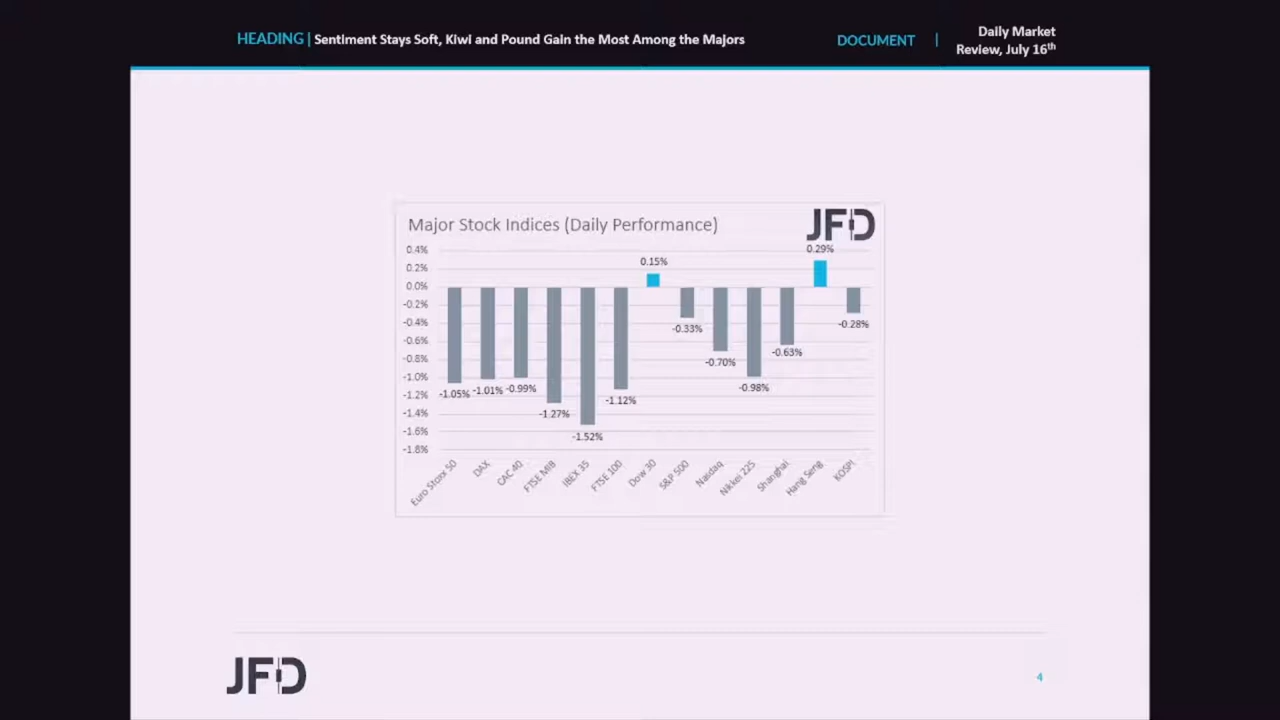 HEADING | Sentiment Stays Soft, Kiwi and Pound Gain the Most Among the Majors
DOCUMENT |
Daily Market
Review, July 16th
Major Stock Indices (Daily Performance)
JFD
0.4%
0.2%
0.0%
-0.2%
-0.4%
-0.6%
-0.8%
-1.0%
-1.2%
-1.4%
-1.6%
-1.8%
-1.05%
-1.01%
-0.99%
-1.27%
-1.52%
-1.12%
0.15%
-0.33%
-0.70%
-0.98%
-0.63%
0.29%
-0.28%
Euro Stoxx 50
DAX
CAC 40
FTSE MIB
IBEX 35
FTSE 100
Dow 30
S&P 500
Nasdaq
Nikkei 225
Shanghai
Hang Seng
KOSPI
JFD
4